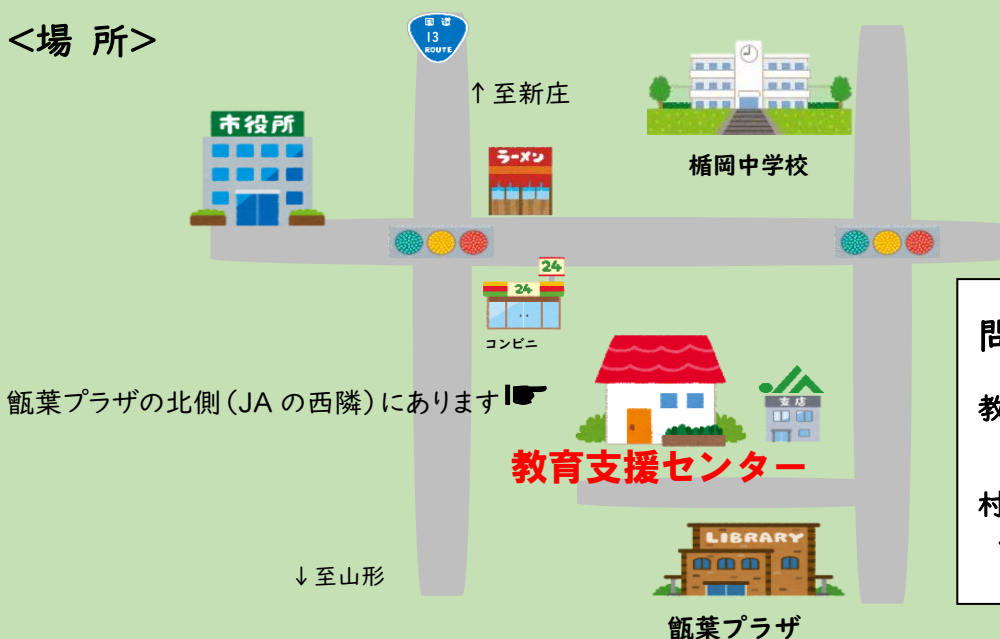 <場 所>
国道
13
ROUTE
↑至新庄
市役所
ラーメン
楯岡中学校
24
24
コンビニ
甑葉プラザの北側(JAの西隣)にあります☛
支店
教育支援センター
LIBRARY
↓至山形
甑葉プラザ
問
教
村